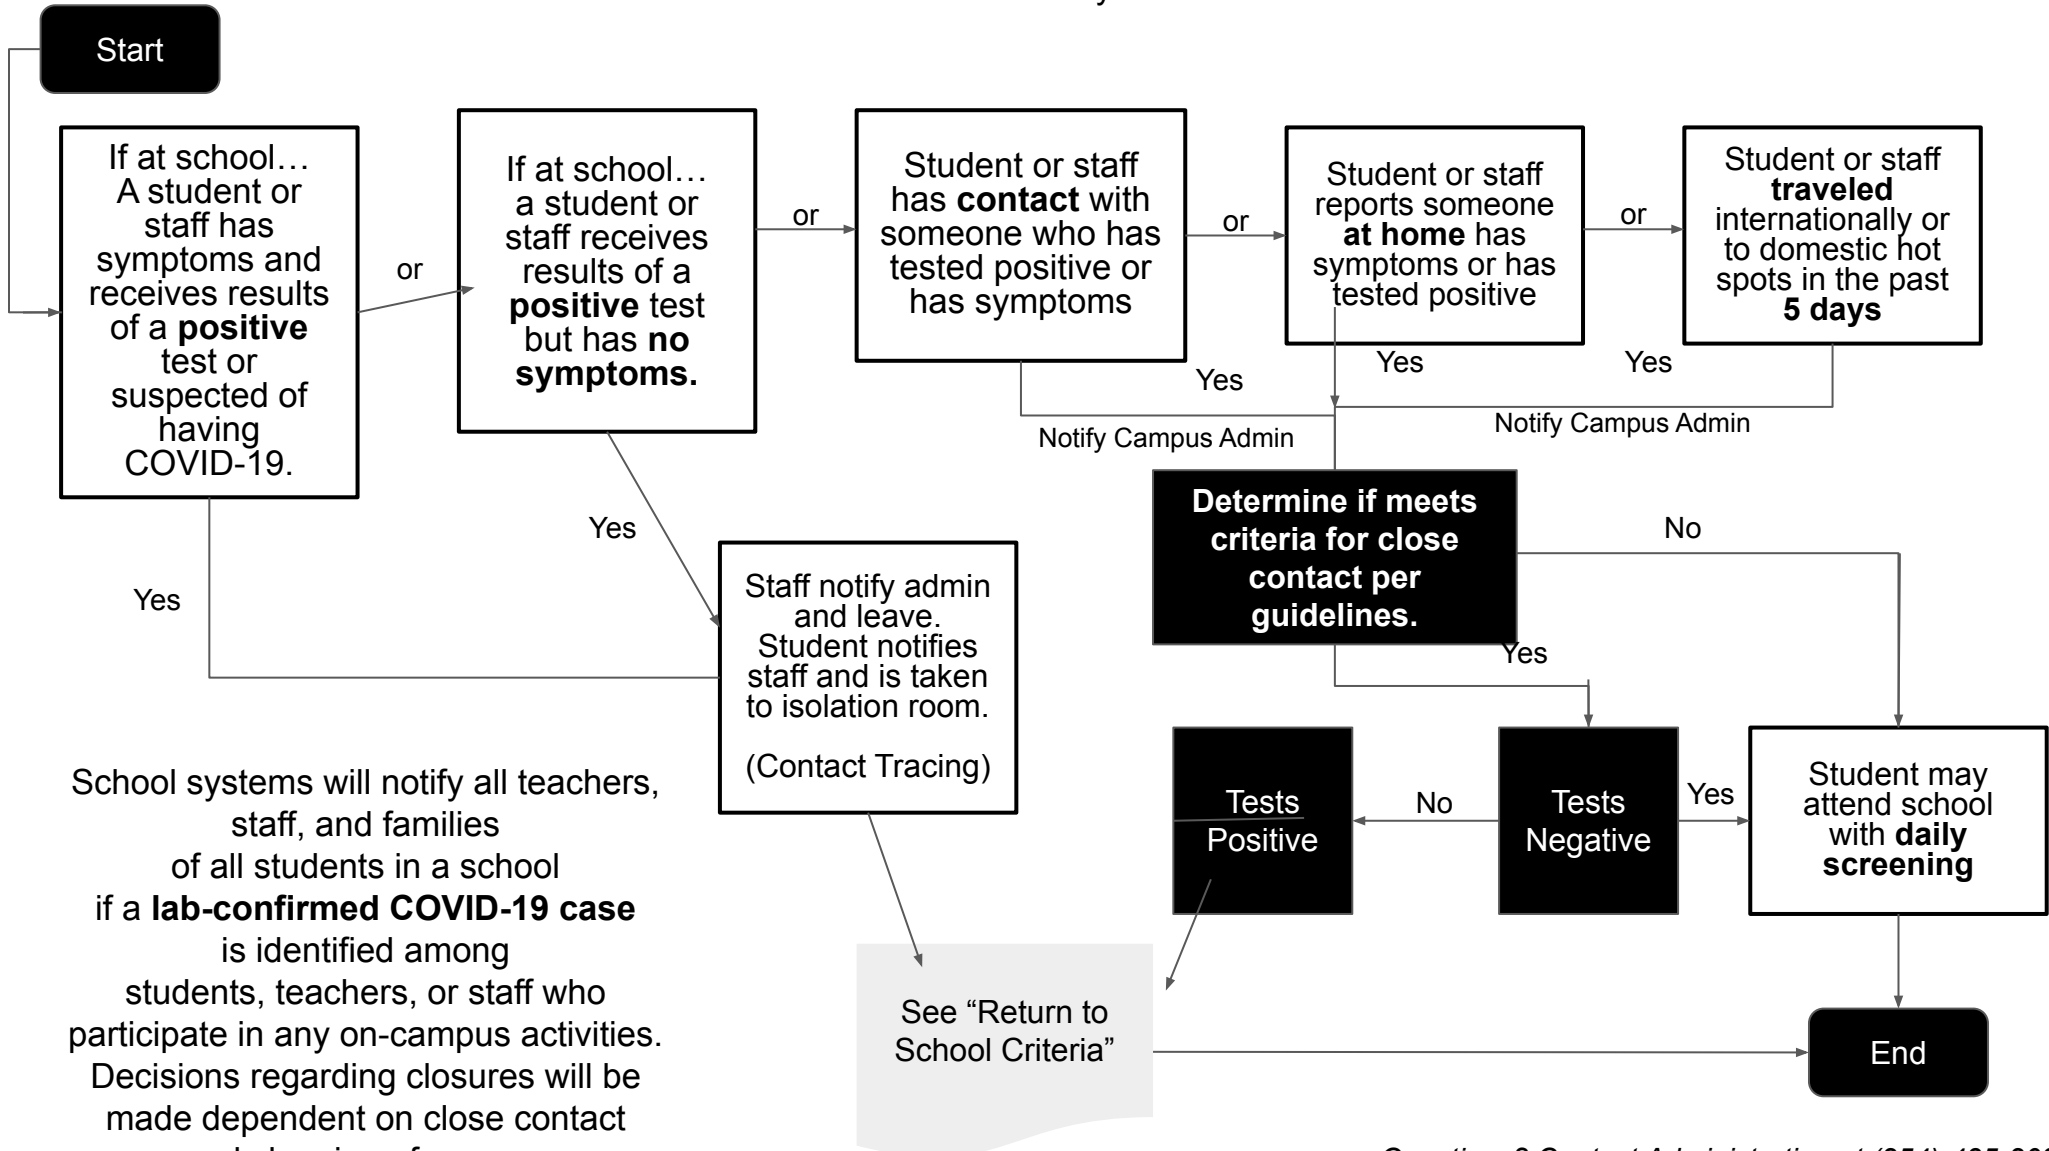 Start
If at school…
A student or
staff has
symptoms and
receives results
of a positive
test or
suspected of
having
COVID-19.
or
If at school…
a student or
staff receives
results of a
positive test
but has no
symptoms.
or
Student or staff
has contact with
someone who has
tested positive or
has symptoms
or
Student or staff
reports someone
at home has
symptoms or has
tested positive
or
Student or staff
traveled
internationally or
to domestic hot
spots in the past
5 days
Yes
Yes
Yes
Notify Campus Admin
Notify Campus Admin
Determine if meets
criteria for close
contact per
guidelines.
No
Yes
Yes
Yes
Staff notify admin
and leave.
Student notifies
staff and is taken
to isolation room.
(Contact Tracing)
Tests
Positive
No
Tests
Negative
Yes
Student may
attend school
with daily
screening
School systems will notify all teachers,
staff, and families
of all students in a school
if a lab-confirmed COVID-19 case
is identified among
students, teachers, or staff who
participate in any on-campus activities.
Decisions regarding closures will be
made dependent on close contact
See “Return to
School Criteria”
End